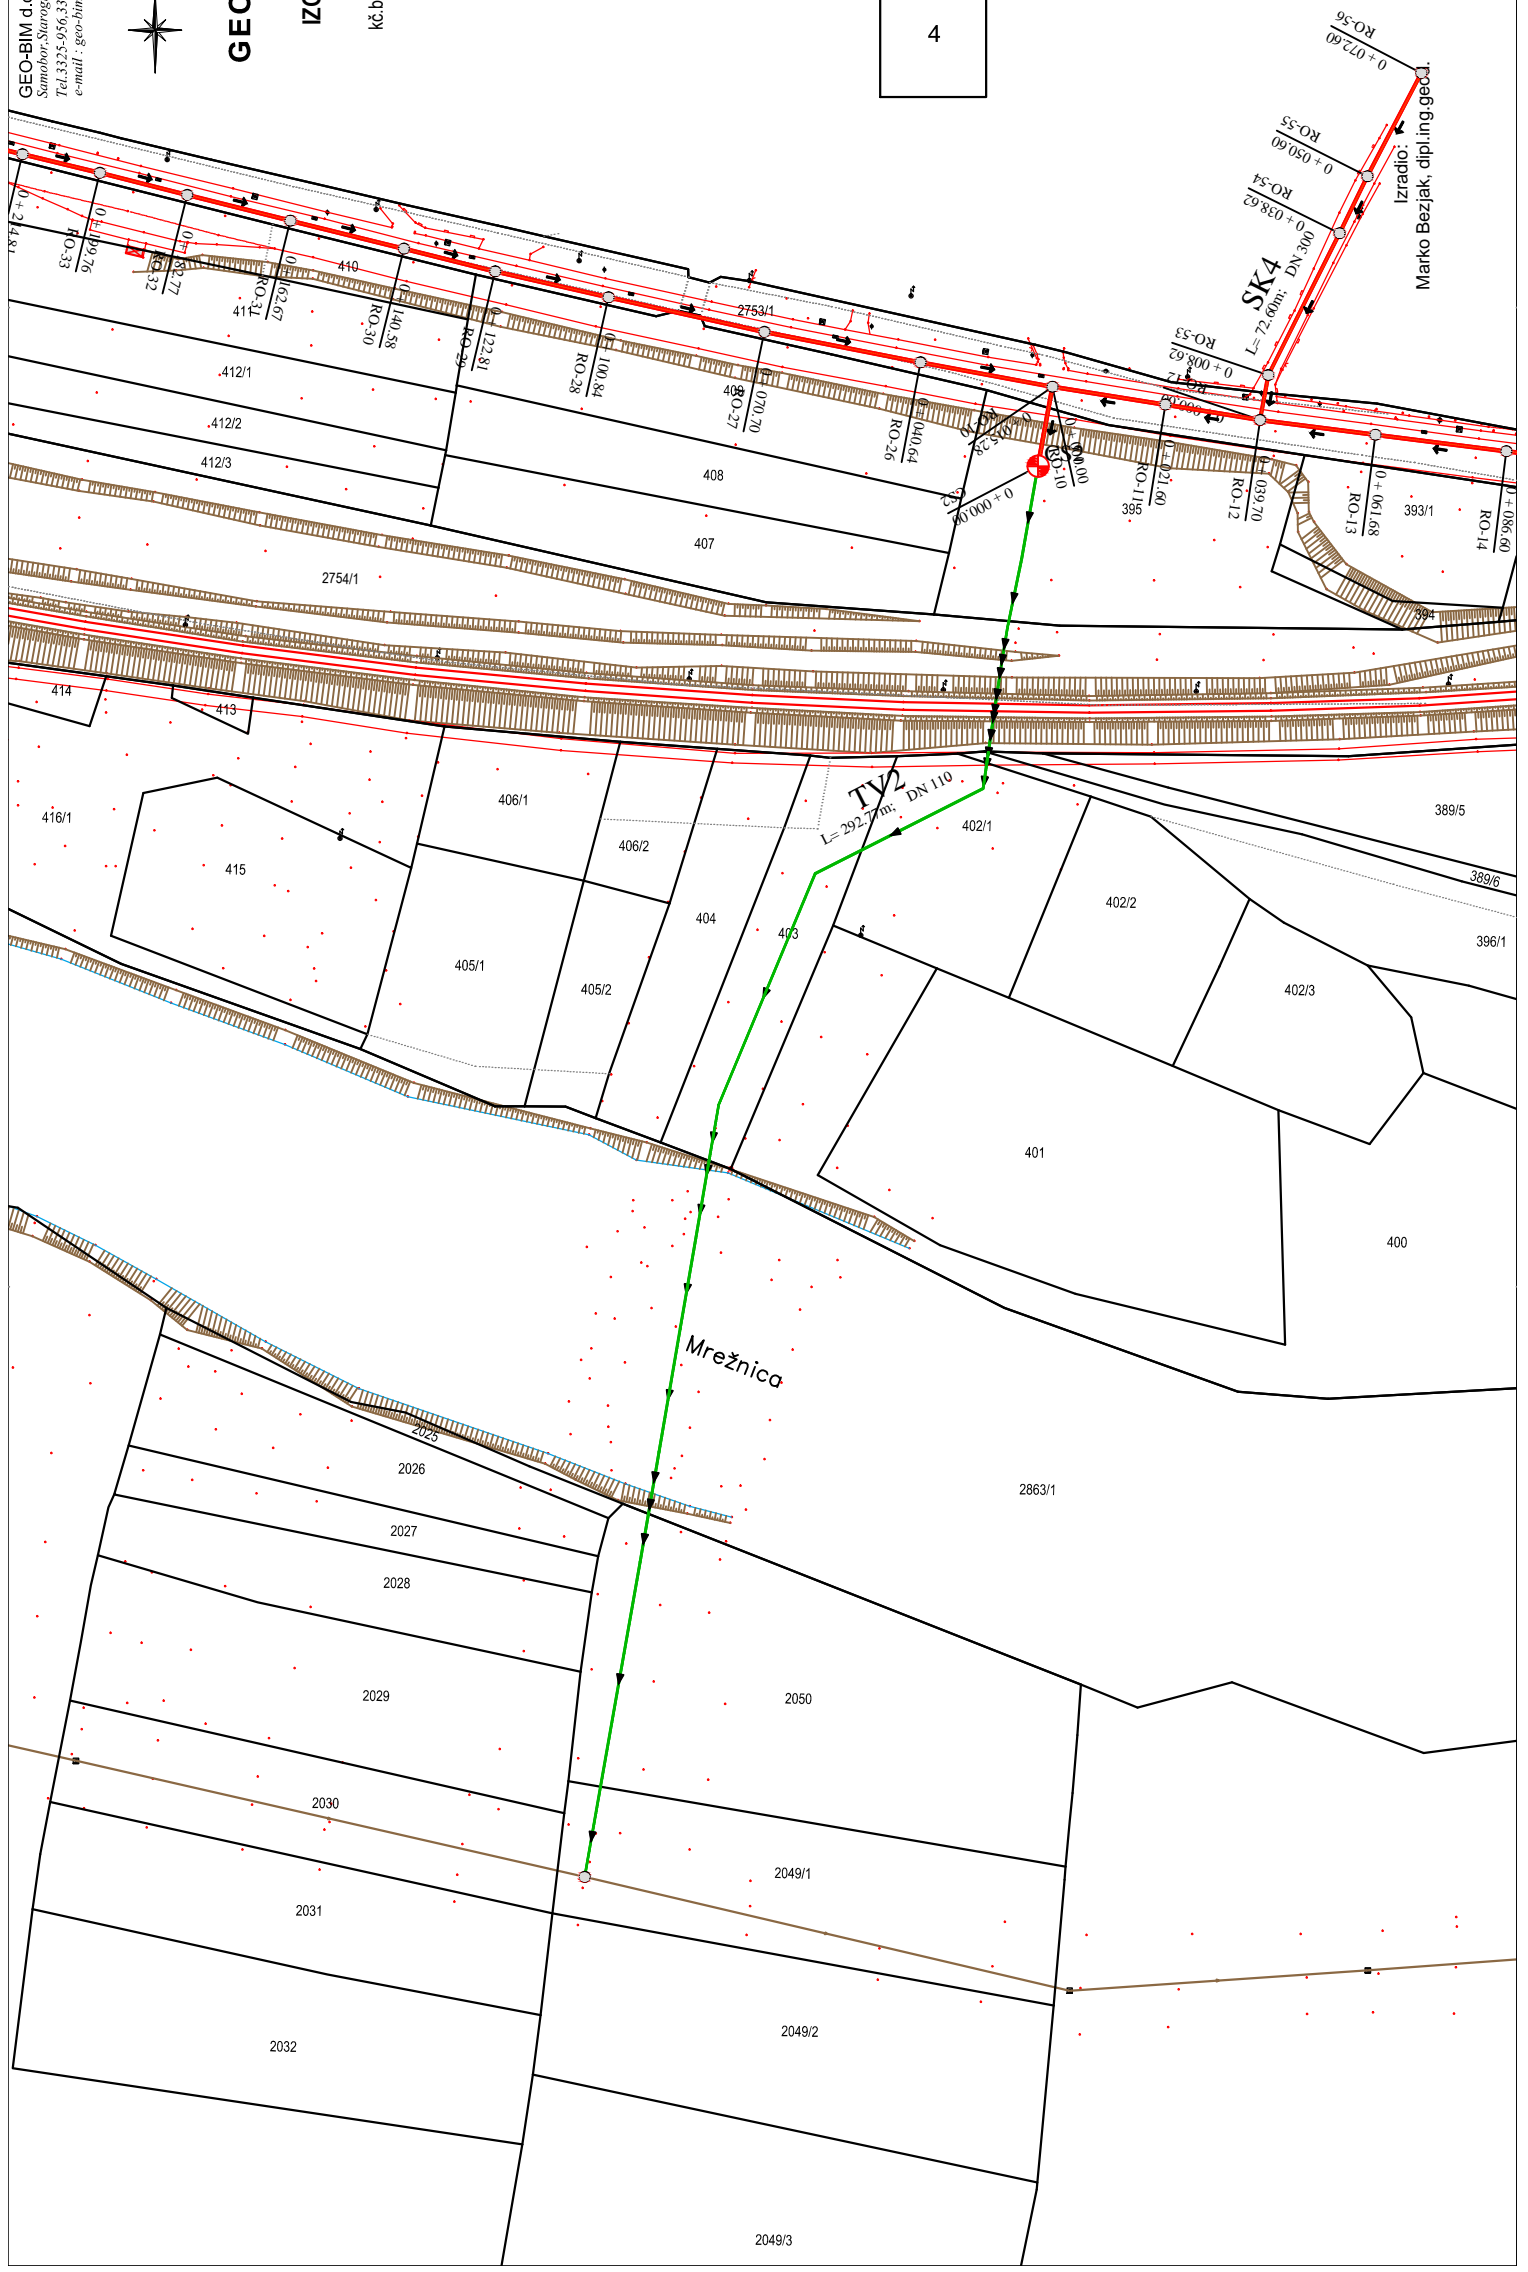 GEO-BIM
Tel.3325-956,33
e-mail : geo-bim
GEO
4
RO-56
0 + 072.60
RO-55
0 + 050.60
RO-54
0 + 038.62
Izradio:
Marko Bezjak, dipl.ing.geod.
SK4
L= 72.60m; DN 300
RO-53
0 + 008.62
RO-12
0 + 199.76
RO-33
RO-32
0 + 162.67
RO-31
410
411
0 + 140.58
RO-30
0 + 122.81
RO-29
0 + 100.84
RO-28
2753/1
409
0 + 070.70
RO-27
0 + 040.64
RO-26
RO-10
CS2
0 + 000.00
RO-10
0 + 021.60
RO-11
395
0 + 039.70
RO-12
0 + 061.68
RO-13
393/1
0 + 086.60
RO-14
412/1
412/2
412/3
408
407
394
2754/1
414
413
416/1
415
406/1
406/2
TV2
L= 292.77m; DN 110
402/1
389/5
389/6
402/2
396/1
404
403
405/1
405/2
402/3
401
400
Mrežnica
2025
2026
2863/1
2027
2028
2029
2050
2030
2049/1
2031
2049/2
2032
2049/3